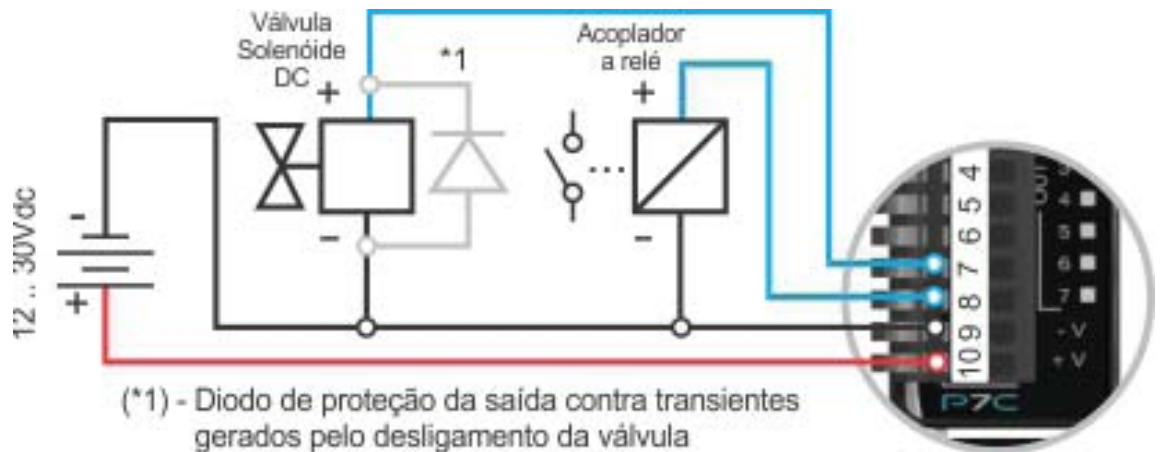 Válvula
Solenóide
DC
*1
+
-
Acoplador
a relé
+
-
12 .. 30Vdc
-
+
4
5
6
7
8
9
10
OUT
3
4
5
6
7
- V
+ V
P7C
(*1) - Diodo de proteção da saída contra transientes
gerados pelo desligamento da válvula